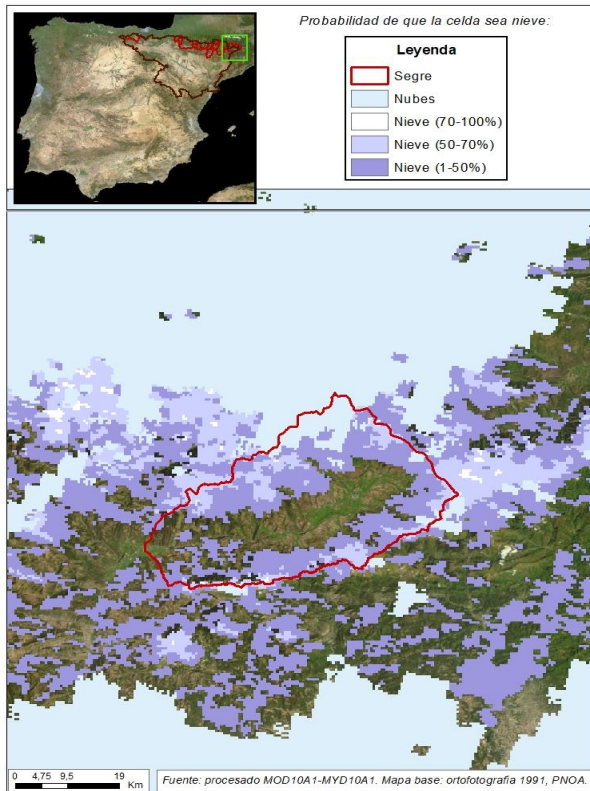 Probabilidad de que la celda sea nieve:
Leyenda
Segre
Nubes
Nieve (70-100%)
Nieve (50-70%)
Nieve (1-50%)
0 4,75 9,5 19
Km
Fuente: procesado MOD10A1-MYD10A1. Mapa base: ortofotografia 1991, PNOA.